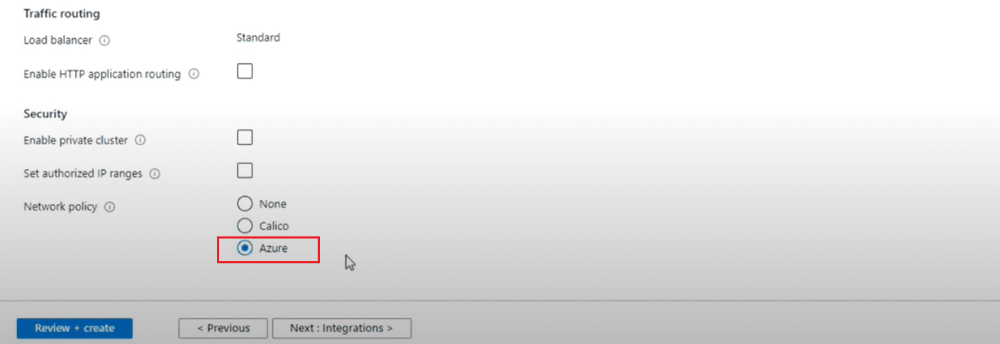 Traffic routing
Load balancer Standard
Enable HTTP application routing
Security
Enable private cluster
Set authorized IP ranges
Network policy None
Calico
Azure
Review + create < Previous Next : Integrations >